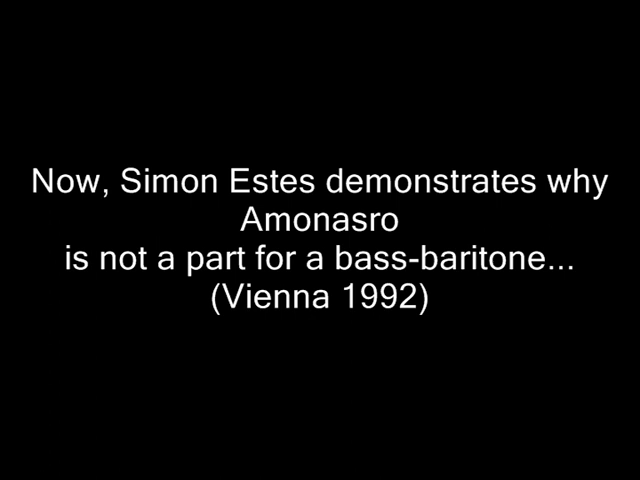 Now, Simon Estes demonstrates why
Amonasro
is not a part for a bass-baritone...
(Vienna 1992)